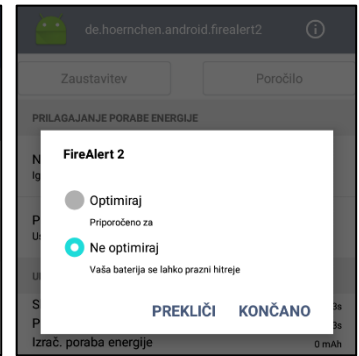 de.hoernchen.android.firealert2
Zaustavitev
Poročilo
PRILAGAJANJE PORABE ENERGIJE
FireAlert 2
Optimiraj
Priporočeno za
Ne optimiraj
Vaša baterija se lahko prazni hitreje
PREKLIČI KONČANO
Izrač. poraba energije
0 mAh